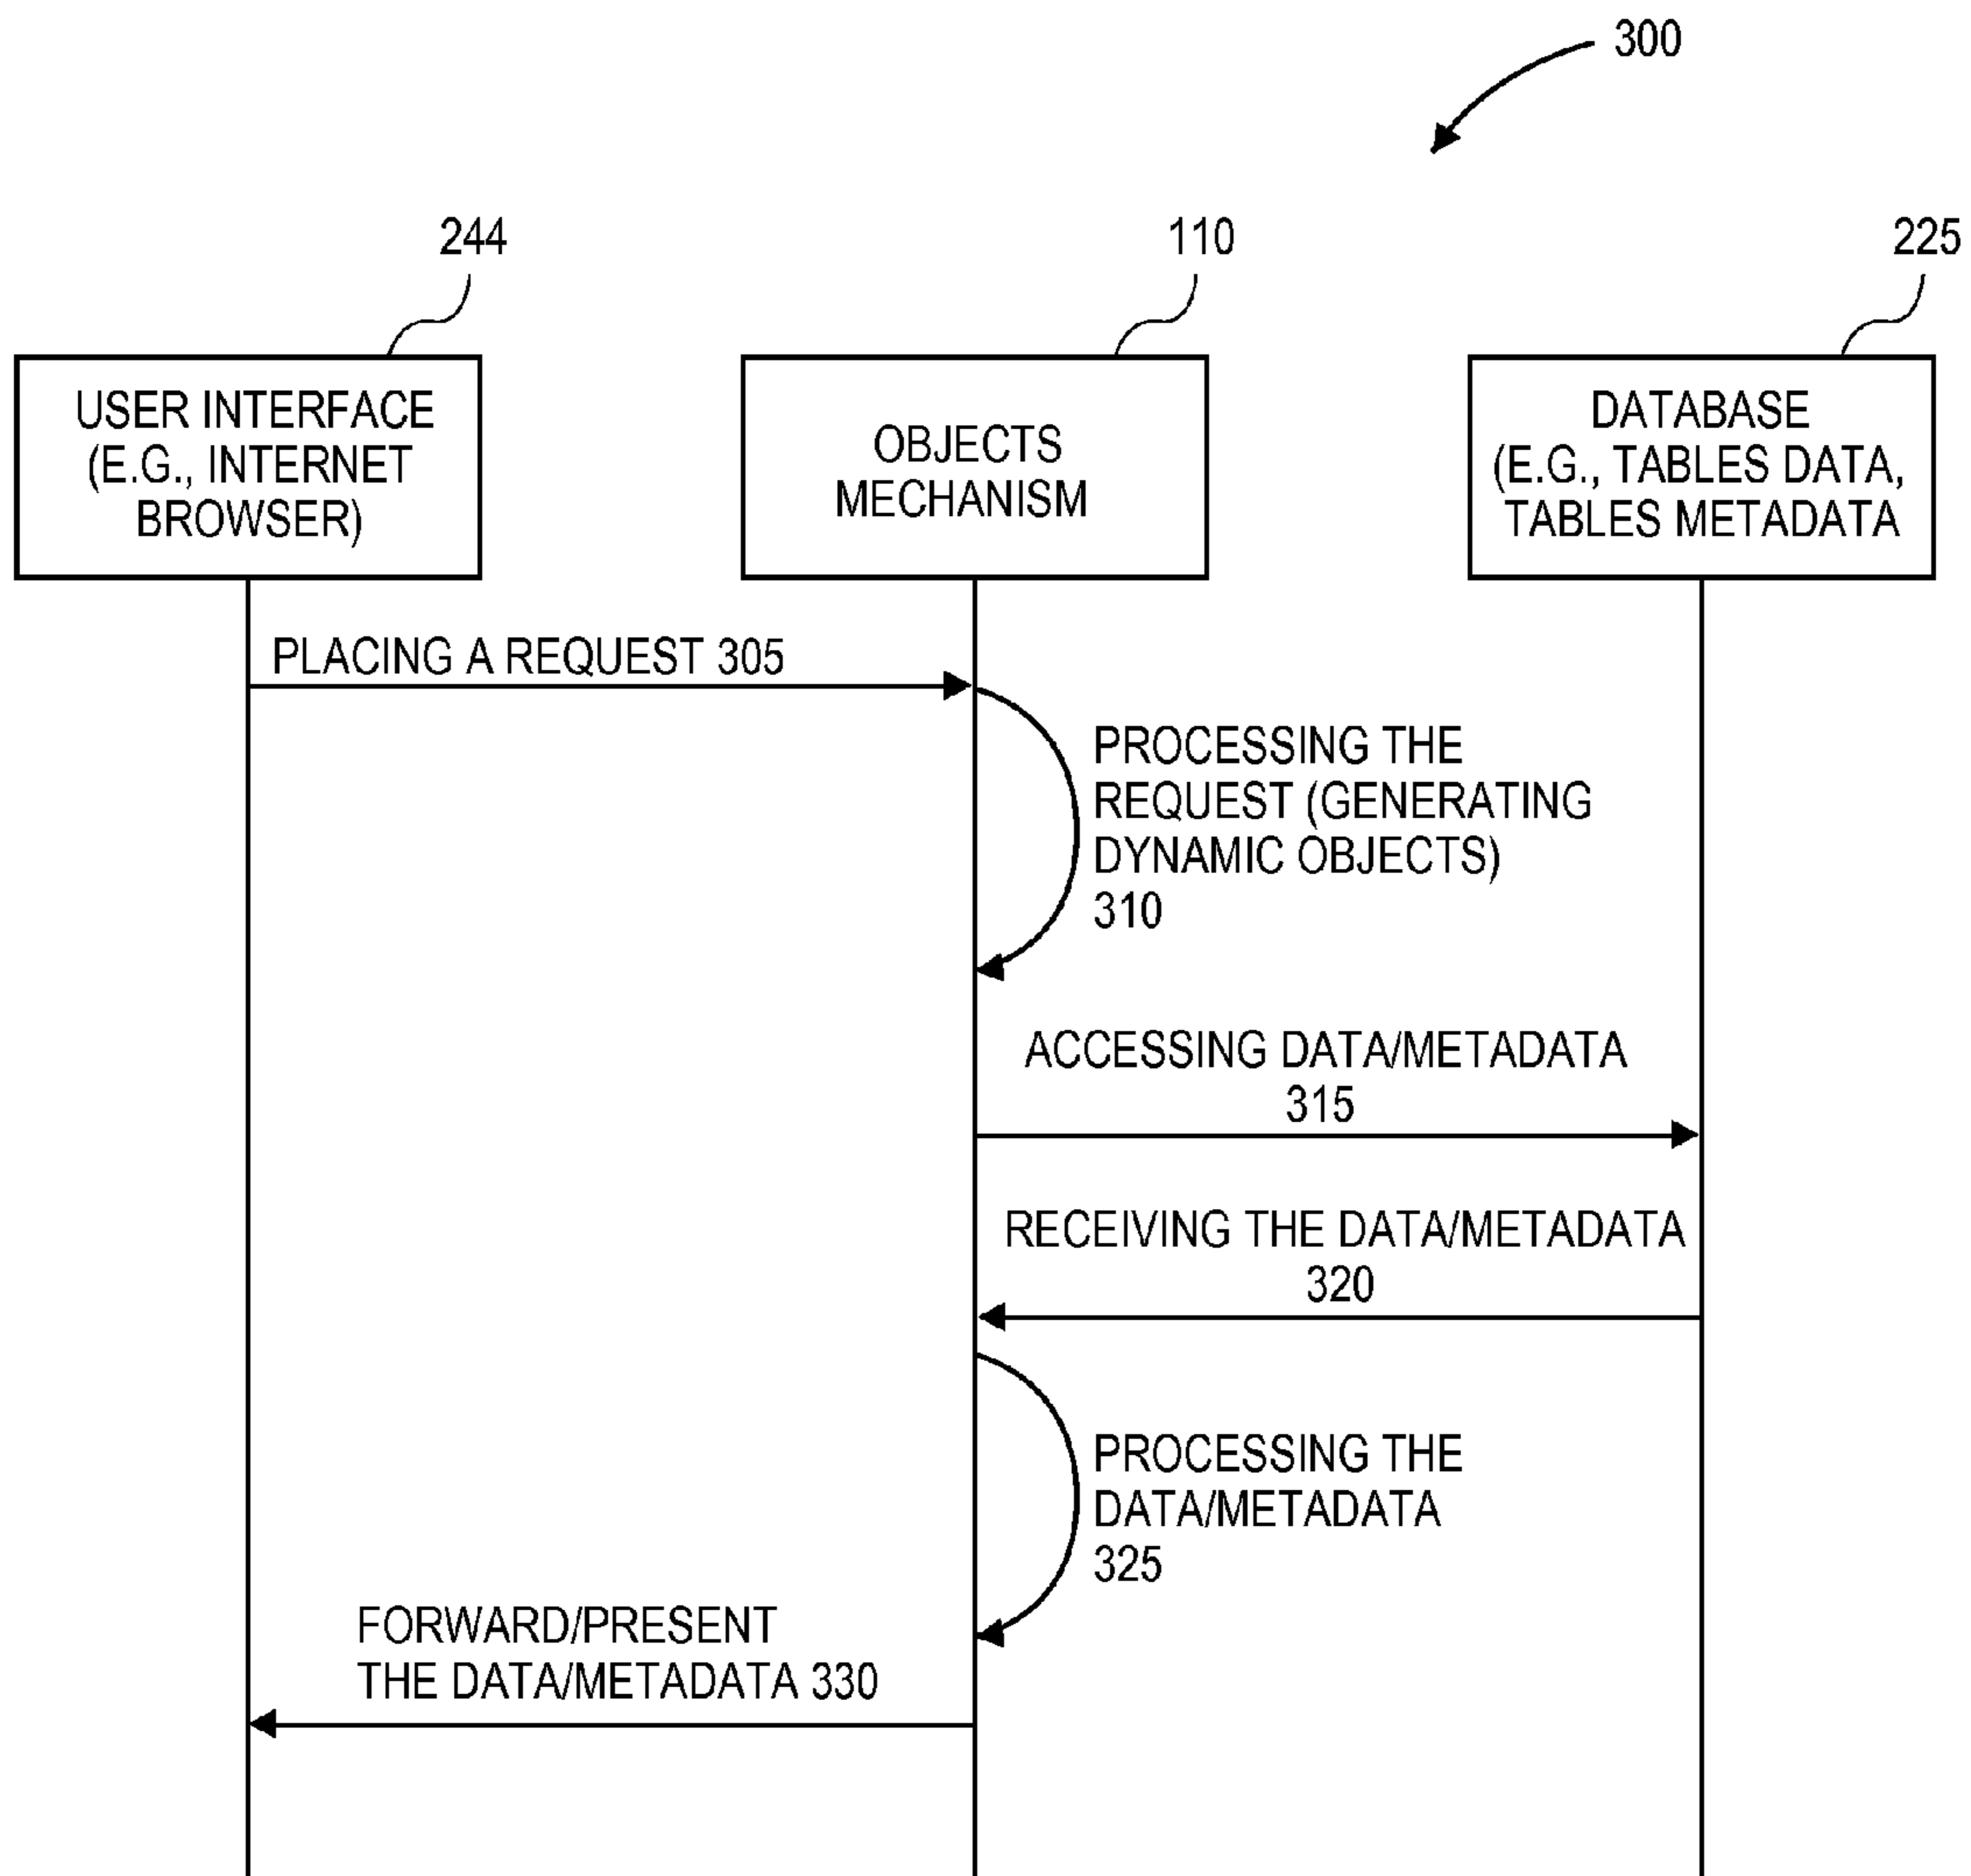 300
244
110
225
USER INTERFACE
(E.G., INTERNET
BROWSER)
OBJECTS
MECHANISM
DATABASE
(E.G., TABLES DATA,
TABLES METADATA
PLACING A REQUEST 305
PROCESSING THE
REQUEST (GENERATING
DYNAMIC OBJECTS)
310
ACCESSING DATA/METADATA
315
RECEIVING THE DATA/METADATA
320
PROCESSING THE
DATA/METADATA
325
FORWARD/PRESENT
THE DATA/METADATA 330